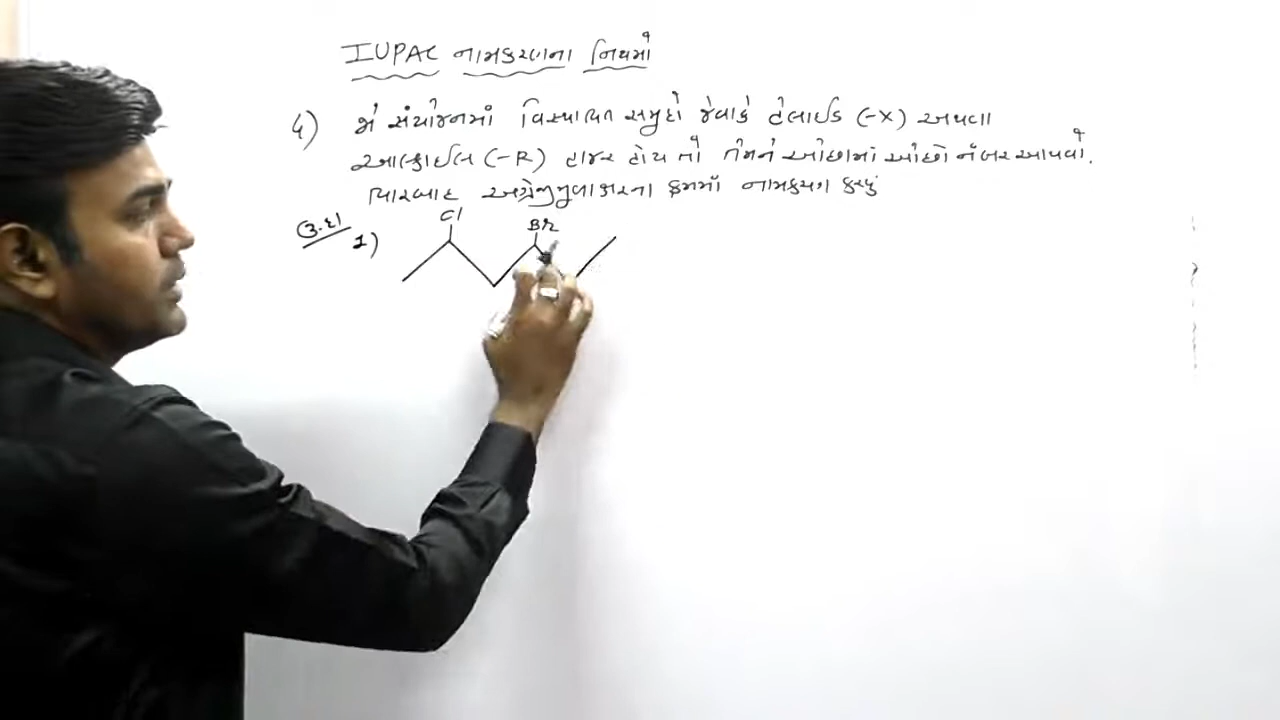 IUPAC નામકરણના નિયમો
૬) જો સંયોજનમાં વિસ્થાપિત સમુહો જેવાકે હેલાઈડ (-X) અથવા
આલ્કાઈલ (-R) હાજર હોય તો તેમને ઓછામાં ઓછો નંબર આપવો.
ત્યારબાદ અંગ્રેજી મુળાક્ષરના ક્રમમાં નામકરણ કરવું
ઉ.દા 1)
Cl Br